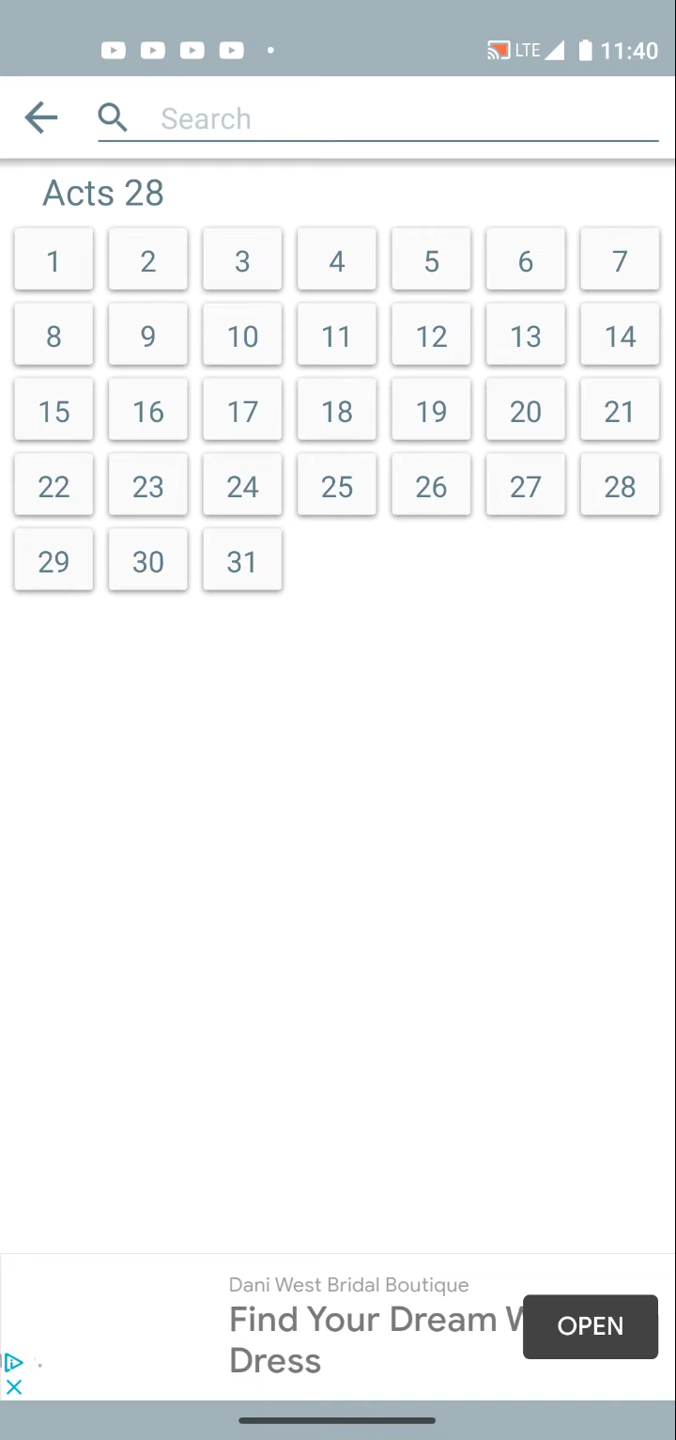 LTE 11:40
Search
Acts 28
1 2 3 4 5 6 7
8 9 10 11 12 13 14
15 16 17 18 19 20 21
22 23 24 25 26 27 28
29 30 31
Dani West Bridal Boutique
Find Your Dream
Dress
OPEN